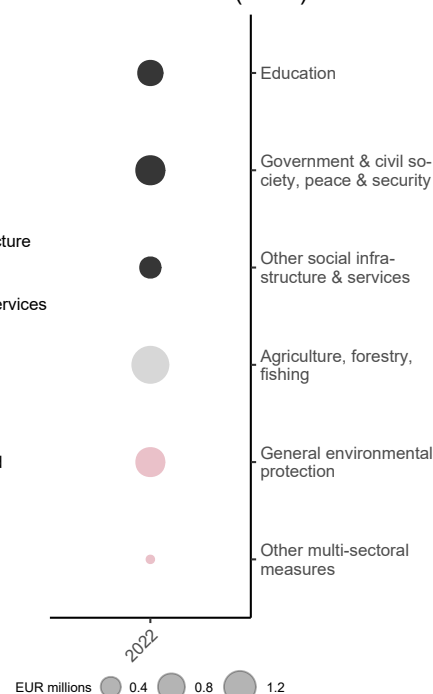 Education
Government & civil so-
ciety, peace & security
Other social infra-
structure & services
Agriculture, forestry,
fishing
General environmental
protection
Other multi-sectoral
measures
2022
EUR millions 0.4 0.8 1.2